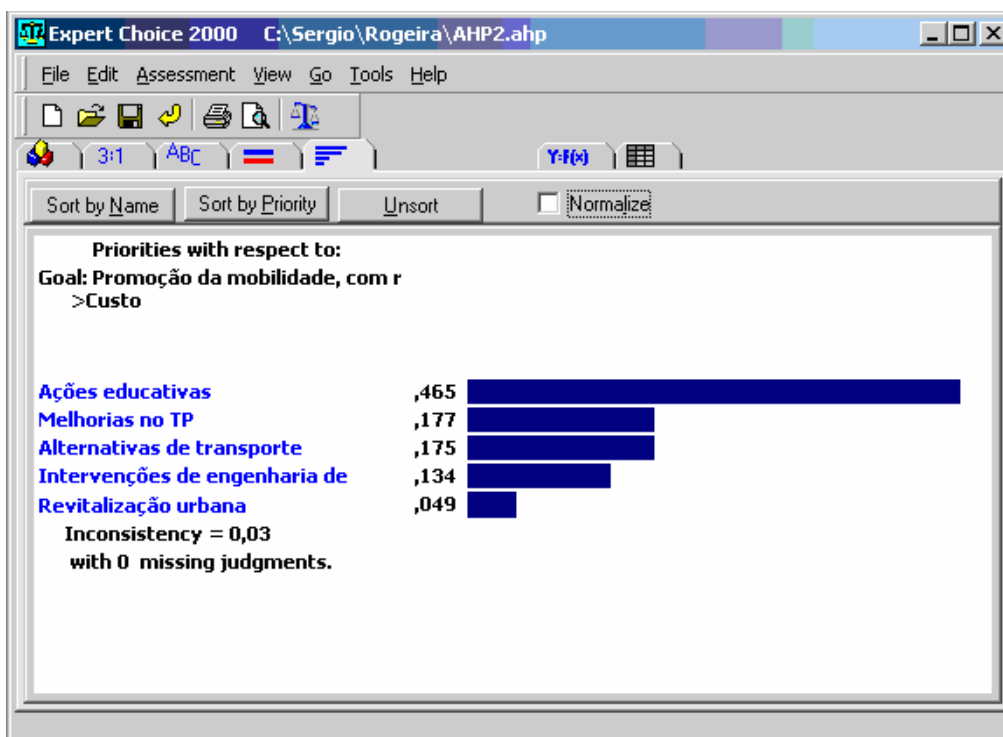 Expert Choice 2000 C:\Sergio\Rogeira\AHP2.ahp
File Edit Assessment View Go Tools Help
3:1 ABC Y=F(x)
Sort by Name Sort by Priority Unsort Normalize
Priorities with respect to:
Goal: Promoção da mobilidade, com r
>Custo
Ações educativas ,465
Melhorias no TP ,177
Alternativas de transporte ,175
Intervenções de engenharia de ,134
Revitalização urbana ,049
Inconsistency = 0,03
with 0 missing judgments.